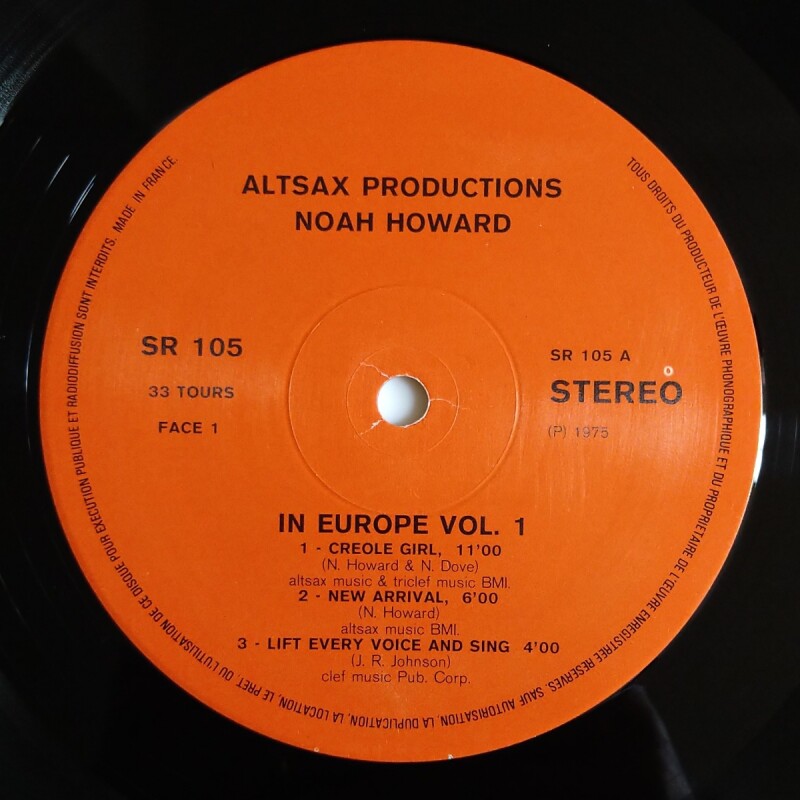 ALTSAX PRODUCTIONS
NOAH HOWARD
SR 105
33 TOURS
FACE 1
SR 105 A
STEREO
(P) 1975
IN EUROPE VOL. 1
1 - CREOLE GIRL, 11'00
(N. Howard & N. Dove)
altsax music & triclef music BMI.
2 - NEW ARRIVAL, 6'00
(N. Howard)
altsax music BMI.
3 - LIFT EVERY VOICE AND SING 4'00
(J. R. Johnson)
clef music Pub. Corp.
TOUS DROITS DU PRODUCTEUR DE L'ŒUVRE PHONOGRAPHIQUE ET DU PROPRIETAIRE DE L'ŒUVRE ENREGISTREE RESERVES. SAUF AUTORISATION, LA DUPLICATION, LA LOCATION, LE PRET, OU L'UTILISATION DE CE DISQUE POUR EXECUTION PUBLIQUE ET RADIODIFFUSION SONT INTERDITS. MADE IN FRANCE.